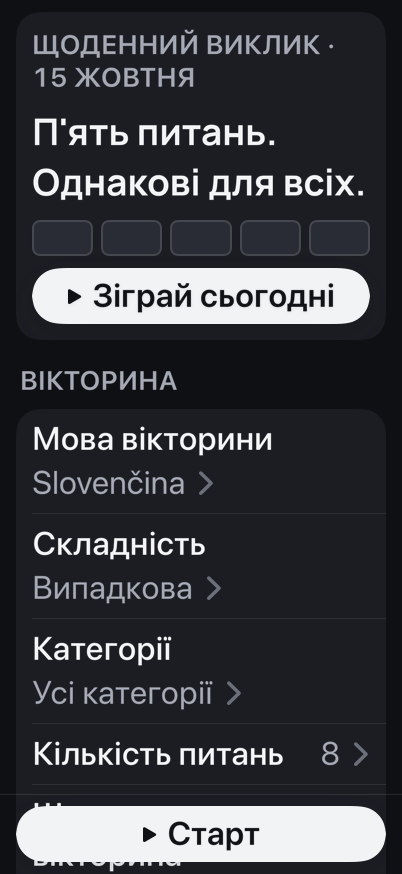 ЩОДЕННИЙ ВИКЛИК ·
15 ЖОВТНЯ
П'ять питань.
Однакові для всіх.
Зіграй сьогодні
ВІКТОРИНА
Мова вікторини
Slovenčina
Складність
Випадкова
Категорії
Усі категорії
Кількість питань 8
Старт